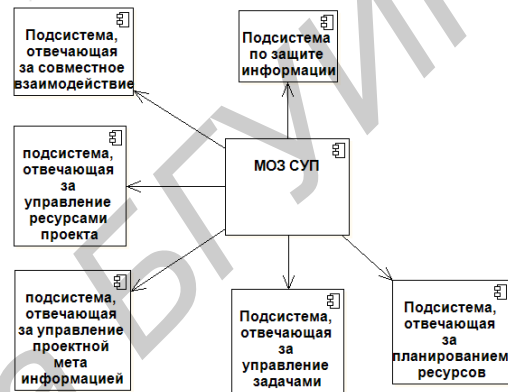 Подсистема,
отвечающая
за совместное
взаимодействие
Подсистема
по защите
информации
подсистема,
отвечающая
за
управление
ресурсами
проекта
МОЗ СУП
подсистема,
отвечающая
за управление
проектной
мета
информацией
Подсистема,
отвечающая
за
управление
задачами
Подсистема,
отвечающая
за
планированием
ресурсов
БГУИР